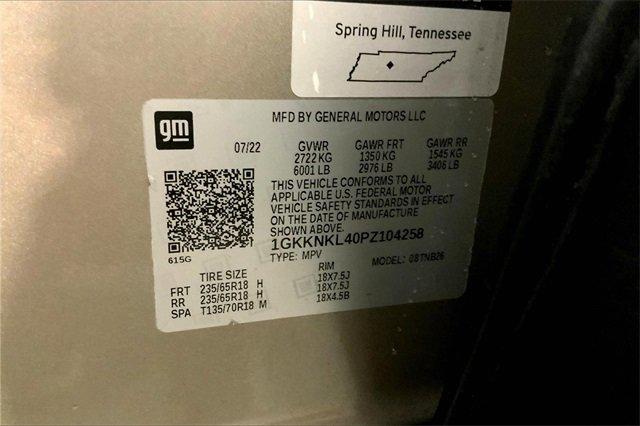 Spring Hill, Tennessee
gm
MFD BY GENERAL MOTORS LLC
07/22 GVWR GAWR FRT GAWR RR
2722 KG 1350 KG 1545 KG
6001 LB 2976 LB 3406 LB
THIS VEHICLE CONFORMS TO ALL
APPLICABLE U.S. FEDERAL MOTOR
VEHICLE SAFETY STANDARDS IN EFFECT
ON THE DATE OF MANUFACTURE
SHOWN ABOVE.
1GKKNKL40PZ104258
615G
TYPE: MPV MODEL: 08TNB26
TIRE SIZE RIM
FRT 235/65R18 H 18X7.5J
RR 235/65R18 H 18X7.5J
SPA T135/70R18 M 18X4.5B